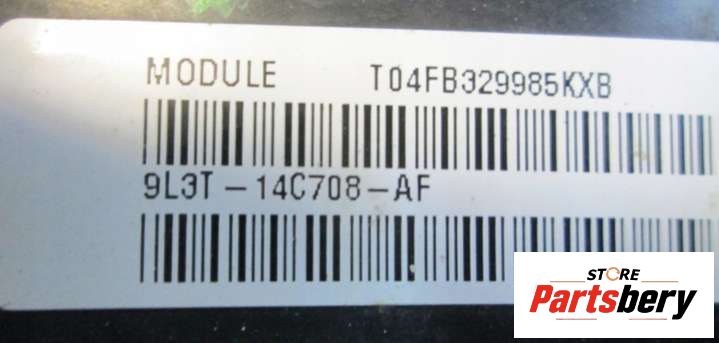 MODULE T04FB329985KXB
9L3T-14C708-AF
STORE
Partsbery